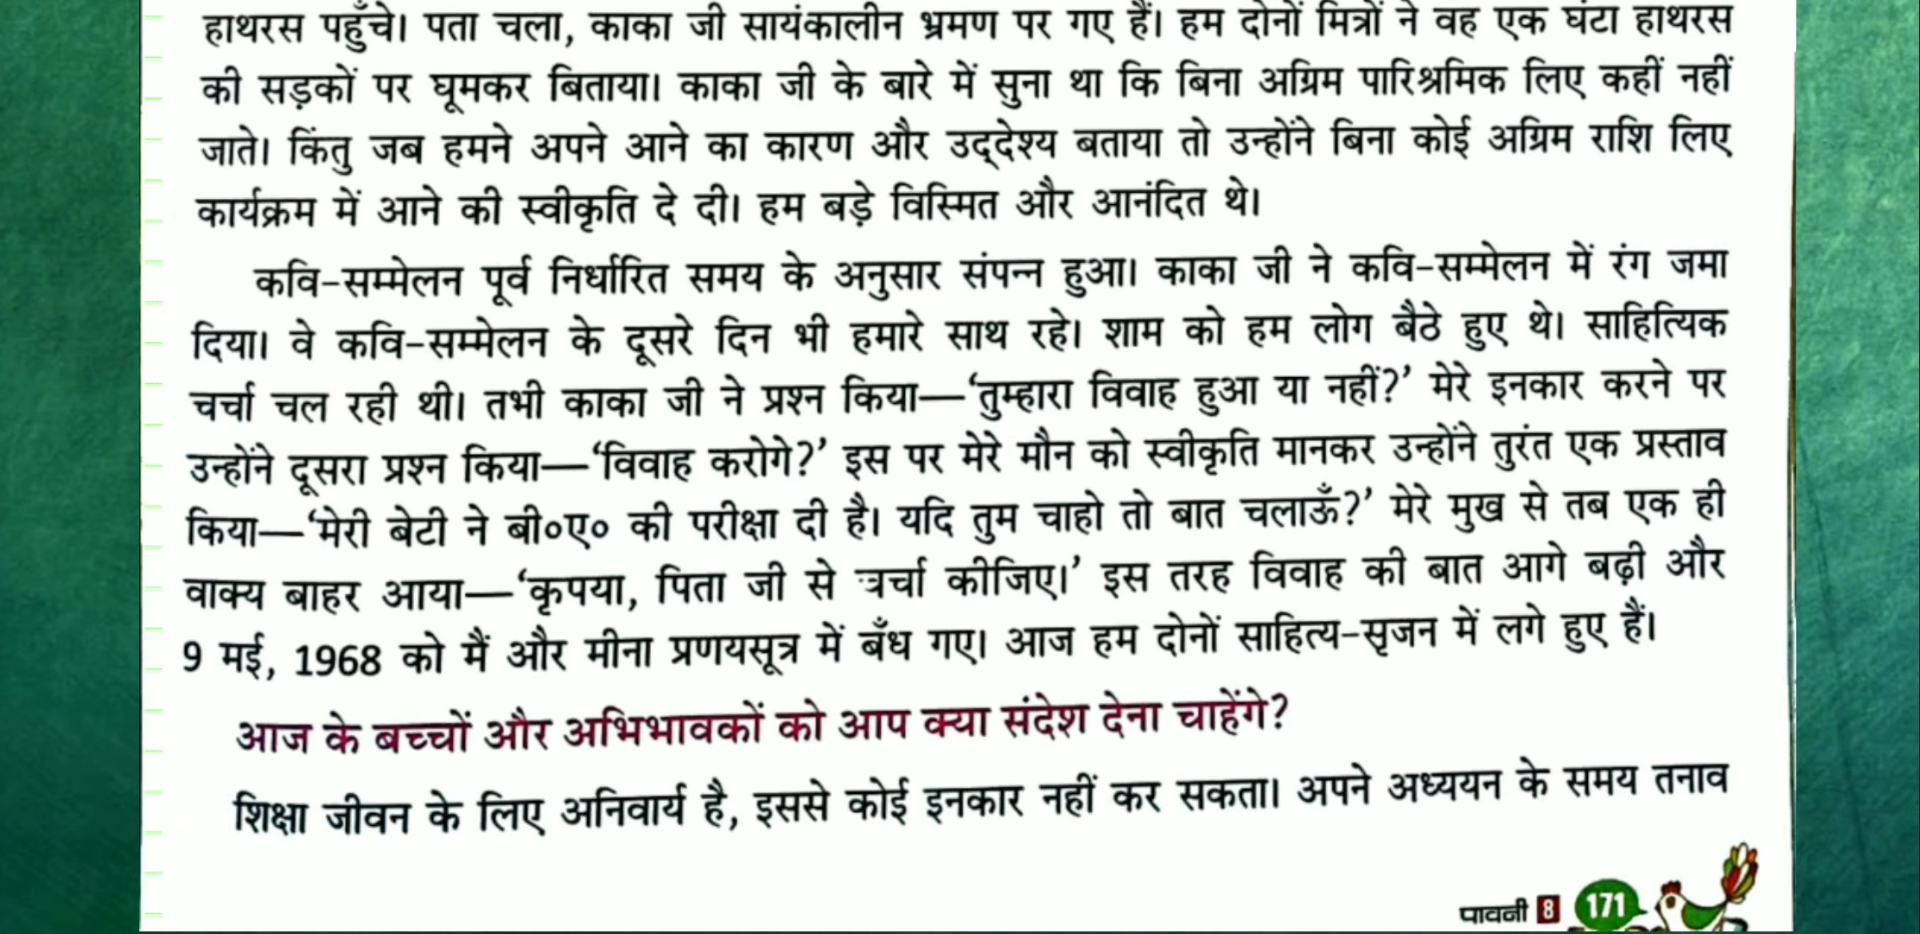 हाथरस पहुँचे। पता चला, काका जी सायंकालीन भ्रमण पर गए हैं। हम दोनों मित्रों ने वह एक घंटा हाथरस
की सड़कों पर घूमकर बिताया। काका जी के बारे में सुना था कि बिना अग्रिम पारिश्रमिक लिए कहीं नहीं
जाते। किंतु जब हमने अपने आने का कारण और उद्देश्य बताया तो उन्होंने बिना कोई अग्रिम राशि लिए
कार्यक्रम में आने की स्वीकृति दे दी। हम बड़े विस्मित और आनंदित थे।
कवि-सम्मेलन पूर्व निर्धारित समय के अनुसार संपन्न हुआ। काका जी ने कवि-सम्मेलन में रंग जमा
दिया। वे कवि-सम्मेलन के दूसरे दिन भी हमारे साथ रहे। शाम को हम लोग बैठे हुए थे। साहित्यिक
चर्चा चल रही थी। तभी काका जी ने प्रश्न किया—‘तुम्हारा विवाह हुआ या नहीं?’ मेरे इनकार करने पर
उन्होंने दूसरा प्रश्न किया—‘विवाह करोगे?’ इस पर मेरे मौन को स्वीकृति मानकर उन्होंने तुरंत एक प्रस्ताव
किया—‘मेरी बेटी ने बी०ए० की परीक्षा दी है। यदि तुम चाहो तो बात चलाऊँ?’ मेरे मुख से तब एक ही
वाक्य बाहर आया—‘कृपया, पिता जी से चर्चा कीजिए।’ इस तरह विवाह की बात आगे बढ़ी और
9 मई, 1968 को मैं और मीना प्रणयसूत्र में बँध गए। आज हम दोनों साहित्य-सृजन में लगे हुए हैं।
आज के बच्चों और अभिभावकों को आप क्या संदेश देना चाहेंगे?
शिक्षा जीवन के लिए अनिवार्य है, इससे कोई इनकार नहीं कर सकता। अपने अध्ययन के समय तनाव
पावनी 8 171